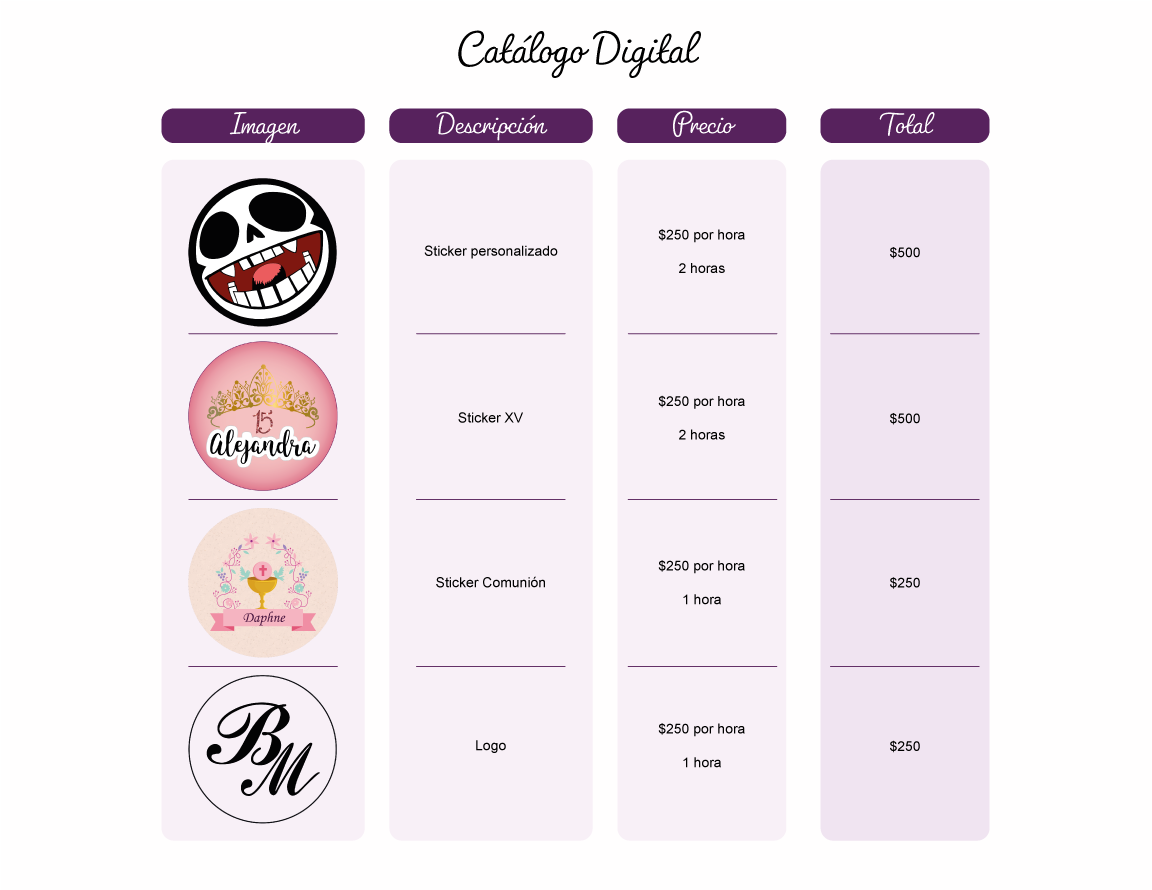 Catálogo Digital
Imagen
Descripción
Precio
Total
Sticker personalizado
$250 por hora
2 horas
$500
15
Alejandra
Sticker XV
$250 por hora
2 horas
$500
Daphne
Sticker Comunión
$250 por hora
1 hora
$250
BM
Logo
$250 por hora
1 hora
$250